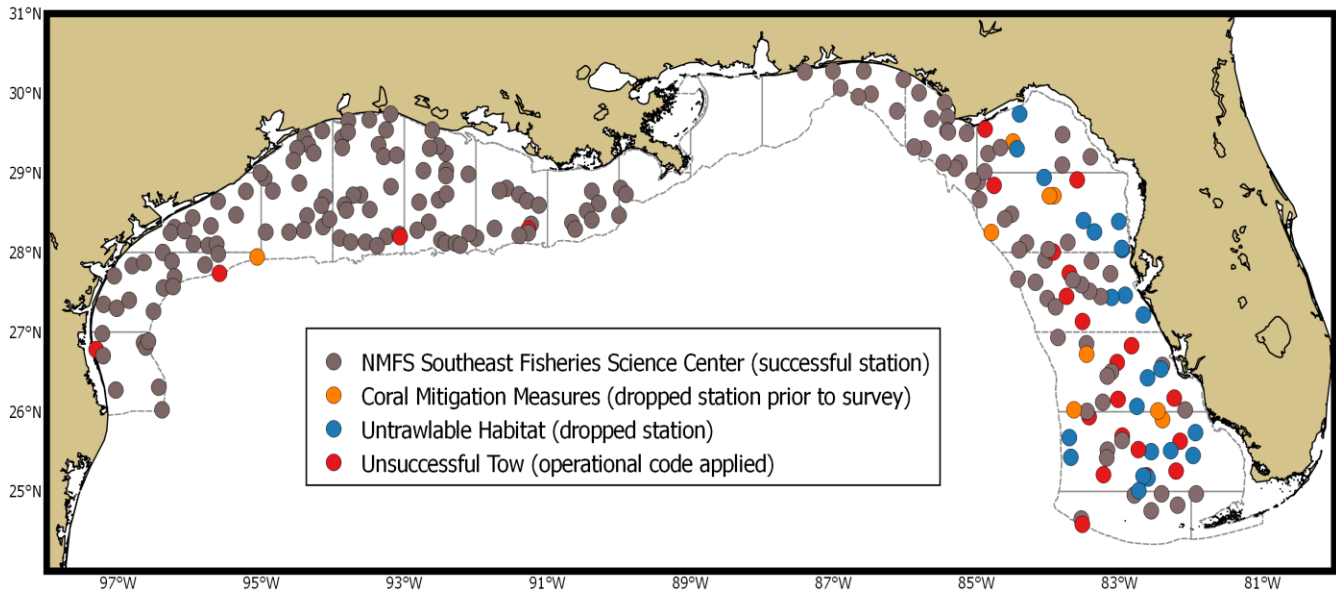 31°N
30°N
29°N
28°N
27°N
26°N
25°N
NMFS Southeast Fisheries Science Center (successful station)
Coral Mitigation Measures (dropped station prior to survey)
Untrawlable Habitat (dropped station)
Unsuccessful Tow (operational code applied)
97°W 95°W 93°W 91°W 89°W 87°W 85°W 83°W 81°W